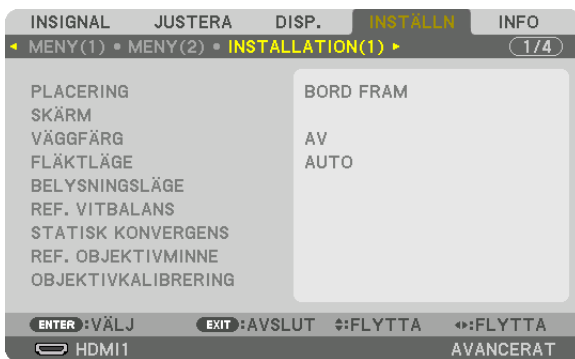 INSIGNAL JUSTERA DISP. INSTÄLLN INFO
MENY(1) • MENY(2) • INSTALLATION(1) 1/4
PLACERING BORD FRAM
SKÄRM
VÄGGFÄRG AV
FLÄKTLÄGE AUTO
BELYSNINGSLÄGE
REF. VITBALANS
STATISK KONVERGENS
REF. OBJEKTIVMINNE
OBJEKTIVKALIBRERING
ENTER :VÄLJ EXIT :AVSLUT :FLYTTA :FLYTTA
HDMI1 AVANCERAT